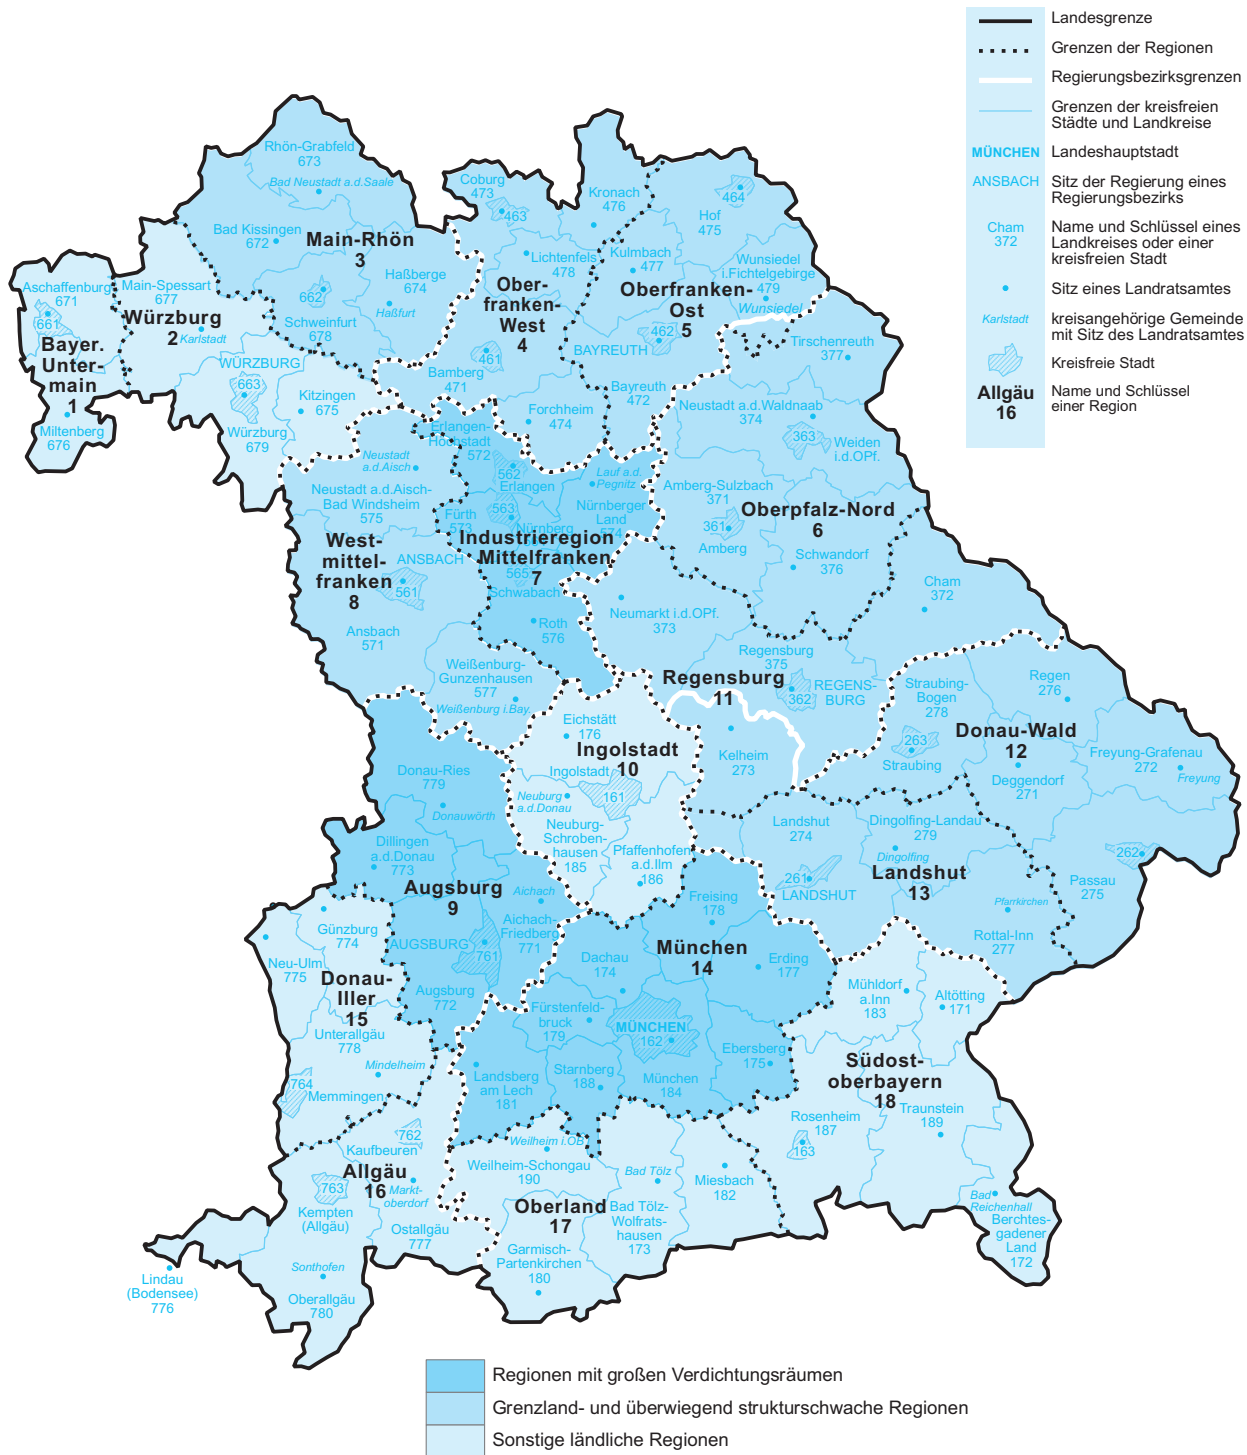 Landesgrenze
Grenzen der Regionen
Regierungsbezirksgrenzen
Grenzen der kreisfreien
Städte und Landkreise
MÜNCHEN
Landeshauptstadt
ANSBACH
Sitz der Regierung eines
Regierungsbezirks
Cham
372
Name und Schlüssel eines
Landkreises oder einer
kreisfreien Stadt
Sitz eines Landratsamtes
Karlstadt
kreisangehörige Gemeinde
mit Sitz des Landratsamtes
Kreisfreie Stadt
Allgäu
16
Name und Schlüssel
einer Region
Rhön-Grabfeld
673
Bad Neustadt a.d.Saale
Bad Kissingen
672
Main-Rhön
3
Haßberge
674
Haßfurt
662
Schweinfurt
678
Coburg
473
463
Kronach
476
Lichtenfels
478
Ober-
franken-
West
4
461
Bamberg
471
Forchheim
474
464
Hof
475
Kulmbach
477
Wunsiedel
i.Fichtelgebirge
479
Wunsiedel
Oberfranken-
Ost
5
462
BAYREUTH
Bayreuth
472
Aschaffenburg
671
661
Bayer.
Unter-
main
1
Miltenberg
676
Main-Spessart
677
Würzburg
2
Karlstadt
WÜRZBURG
663
Kitzingen
675
Würzburg
679
Tirschenreuth
377
Neustadt a.d.Waldnaab
374
363
Weiden
i.d.OPf.
Amberg-Sulzbach
371
361
Amberg
Oberpfalz-Nord
6
Schwandorf
376
Erlangen-
Höchstadt
572
562
Erlangen
Lauf a.d.
Pegnitz
Nürnberger
Land
574
Fürth
573
563
Nürnberg
Industrieregion
Mittelfranken
7
565
Schwabach
Roth
576
Neustadt
a.d.Aisch
Neustadt a.d.Aisch-
Bad Windsheim
575
West-
mittel-
franken
8
ANSBACH
561
Ansbach
571
Weißenburg-
Gunzenhausen
577
Weißenburg i.Bay.
Cham
372
Neumarkt i.d.OPf.
373
Regensburg
375
362
REGENS-
BURG
Regensburg
11
Kelheim
273
Regen
276
Straubing-
Bogen
278
263
Straubing
Donau-Wald
12
Deggendorf
271
Freyung-Grafenau
272
Freyung
262
Passau
275
Eichstätt
176
Ingolstadt
10
Ingolstadt
161
Neuburg
a.d.Donau
Neuburg-
Schrobenhausen
185
Pfaffenhofen
a.d.Ilm
186
Landshut
274
Dingolfing-Landau
279
Dingolfing
261
LANDSHUT
Landshut
13
Pfarrkirchen
Rottal-Inn
277
Donau-Ries
779
Donauwörth
Dillingen
a.d.Donau
773
Augsburg
9
Aichach
Aichach-
Friedberg
771
AUGSBURG
761
Augsburg
772
Freising
178
München
14
Erding
177
Dachau
174
Fürstenfeld-
bruck
179
MÜNCHEN
162
Ebersberg
175
Landsberg
am Lech
181
Starnberg
188
München
184
Günzburg
774
Neu-Ulm
775
Donau-
Iller
15
Unterallgäu
778
Mindelheim
764
Memmingen
Mühldorf
a.Inn
183
Altötting
171
Südost-
oberbayern
18
Rosenheim
187
163
Traunstein
189
Bad
Reichenhall
Berchtes-
gadener
Land
172
762
Kaufbeuren
Allgäu
16
763
Kempten
(Allgäu)
Markt-
oberdorf
Ostallgäu
777
Lindau
(Bodensee)
776
Sonthofen
Oberallgäu
780
Weilheim i.OB
Weilheim-Schongau
190
Oberland
17
Bad Tölz
Bad Tölz-
Wolfrats-
hausen
173
Miesbach
182
Garmisch-
Partenkirchen
180
Regionen mit großen Verdichtungsräumen
Grenzland- und überwiegend strukturschwache Regionen
Sonstige ländliche Regionen